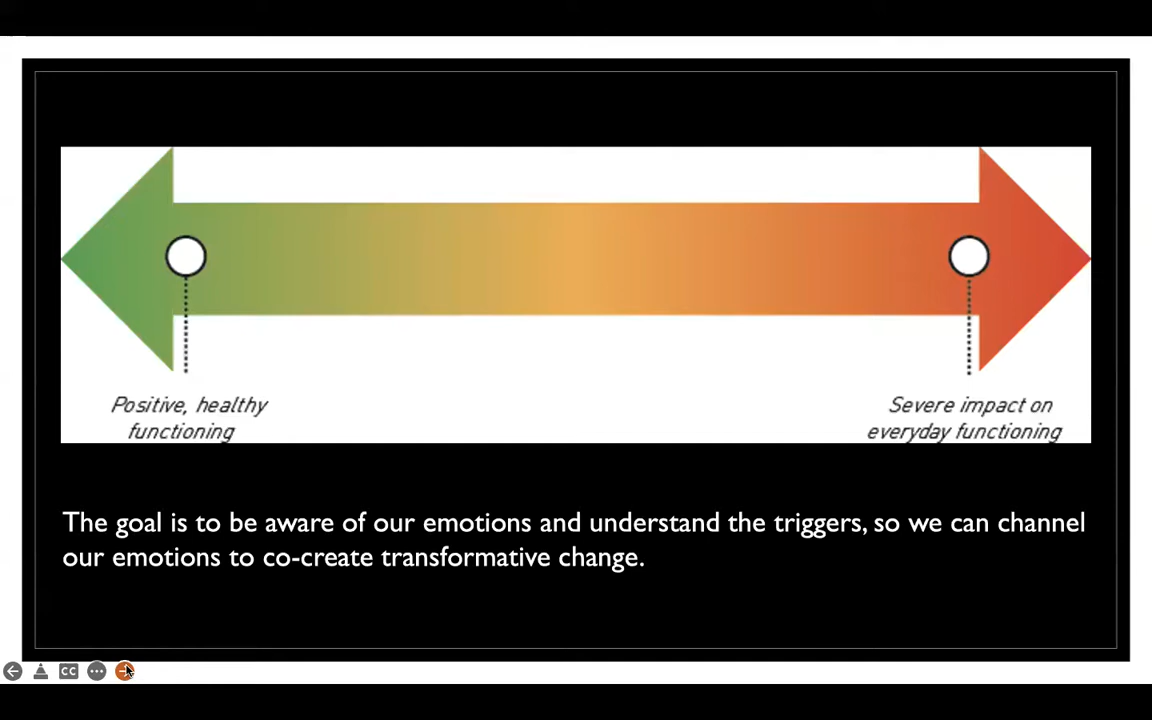 Positive, healthy
functioning
Severe impact on
everyday functioning
The goal is to be aware of our emotions and understand the triggers, so we can channel
our emotions to co-create transformative change.
CC